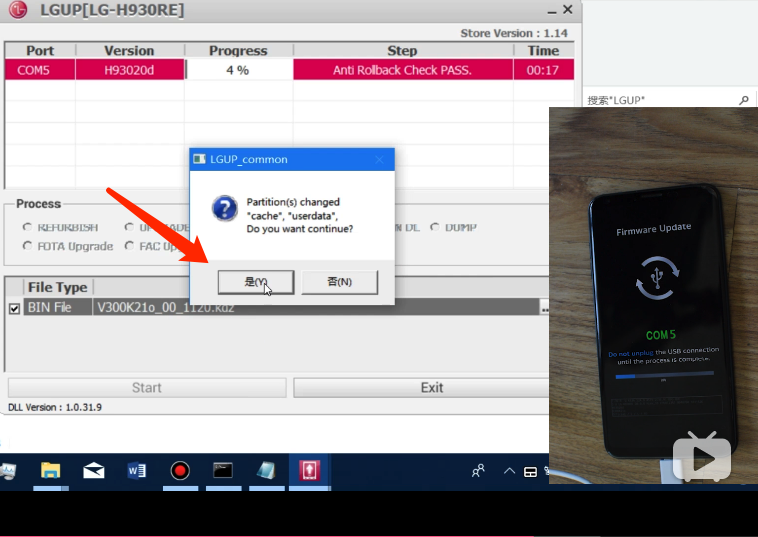 LGUP[LG-H930RE]
Store Version : 1.14
Port Version Progress Step Time
COM5 H93020d 4 % Anti Rollback Check PASS. 00:17
搜索"LGUP"
LGUP_common
Partition(s) changed
"cache", "userdata",
Do you want continue?
是(Y) 否(N)
Process
REFURBISH UPGRADE N DL DUMP
FOTA Upgrade FAC Up
File Type
BIN File V300K21o_00_1120.kdz
Start Exit
DLL Version : 1.0.31.9
Firmware Update
COM 5
Do not unplug the USB connection
until the process is complete.